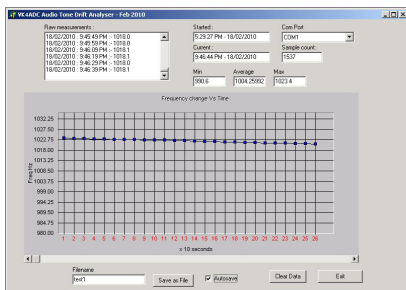 VK4ADC Audio Tone Drift Analyser - Feb 2010
Raw measurements :
18/02/2010 : 9:45:49 PM :- 1018.0
18/02/2010 : 9:45:59 PM :- 1018.0
18/02/2010 : 9:46:09 PM :- 1018.1
18/02/2010 : 9:46:19 PM :- 1018.1
18/02/2010 : 9:46:29 PM :- 1018.0
18/02/2010 : 9:46:39 PM :- 1018.1
Started :
5:29:27 PM - 18/02/2010
Current :
9:46:44 PM - 18/02/2010
Com Port
COM1
Sample count:
1537
Min
Average
Max
990.6
1004.25992
1023.4
Frequency change Vs Time
Freq Hz
1032.25
1027.50
1022.75
1018.00
1013.25
1008.50
1003.75
999.00
994.25
989.50
984.75
980.00
1 2 3 4 5 6 7 8 9 10 11 12 13 14 15 16 17 18 19 20 21 22 23 24 25 26
x 10 seconds
Filename
test1
Save as File
Autosave
Clear Data
Exit